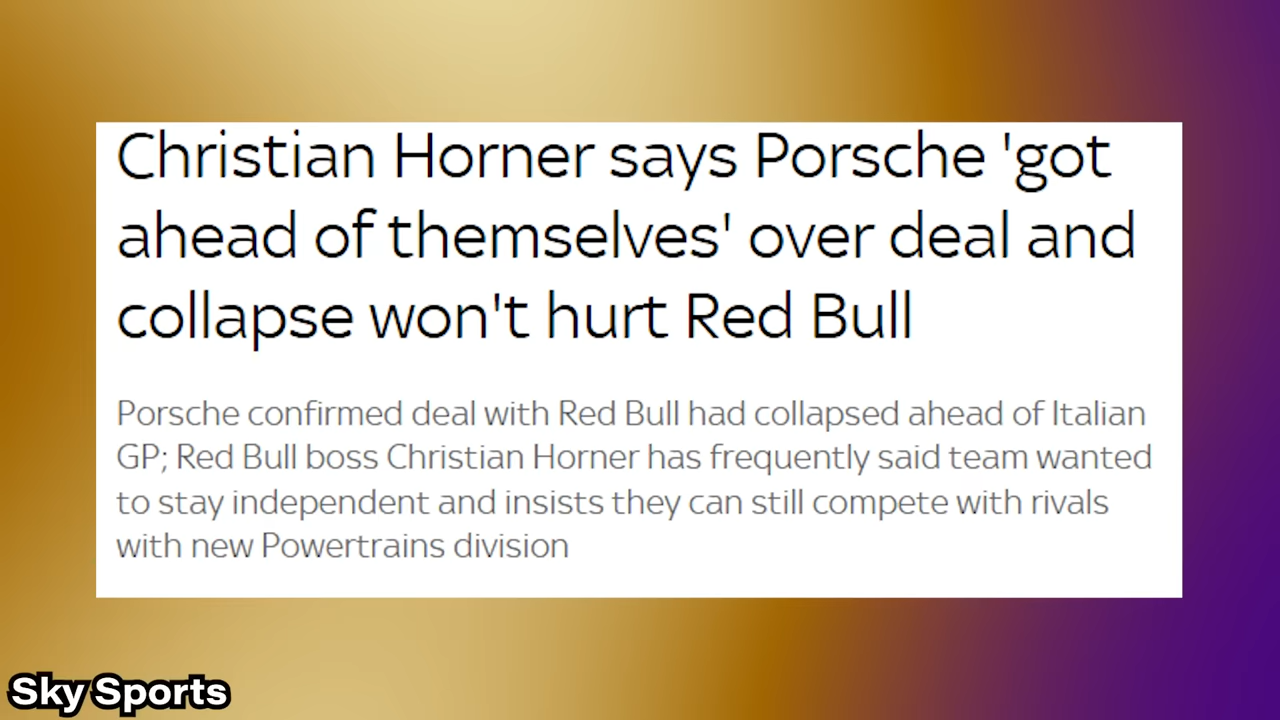 Christian Horner says Porsche 'got
ahead of themselves' over deal and
collapse won't hurt Red Bull
Porsche confirmed deal with Red Bull had collapsed ahead of Italian
GP; Red Bull boss Christian Horner has frequently said team wanted
to stay independent and insists they can still compete with rivals
with new Powertrains division
Sky Sports